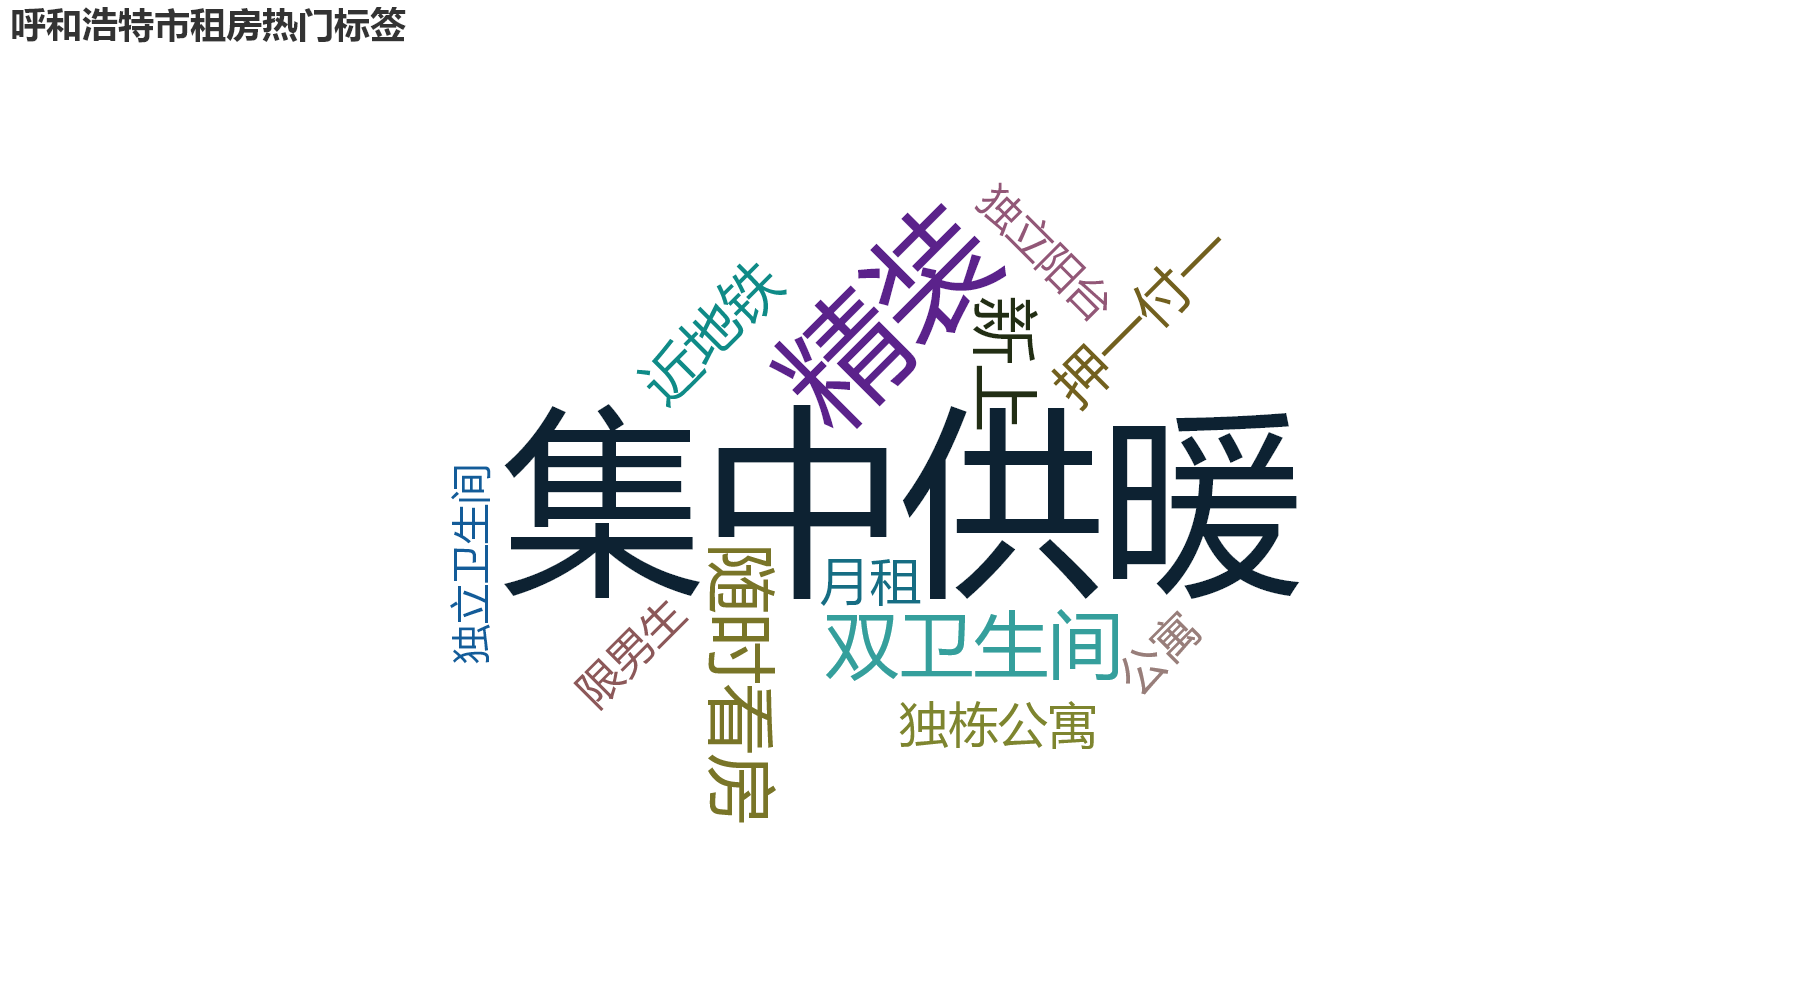 呼和浩特市租房热门标签
独立阳台
精装
押一付一
近地铁
新上
集中供暖
独立卫生间
随时看房
月租
限男生
双卫生间
公寓
独栋公寓